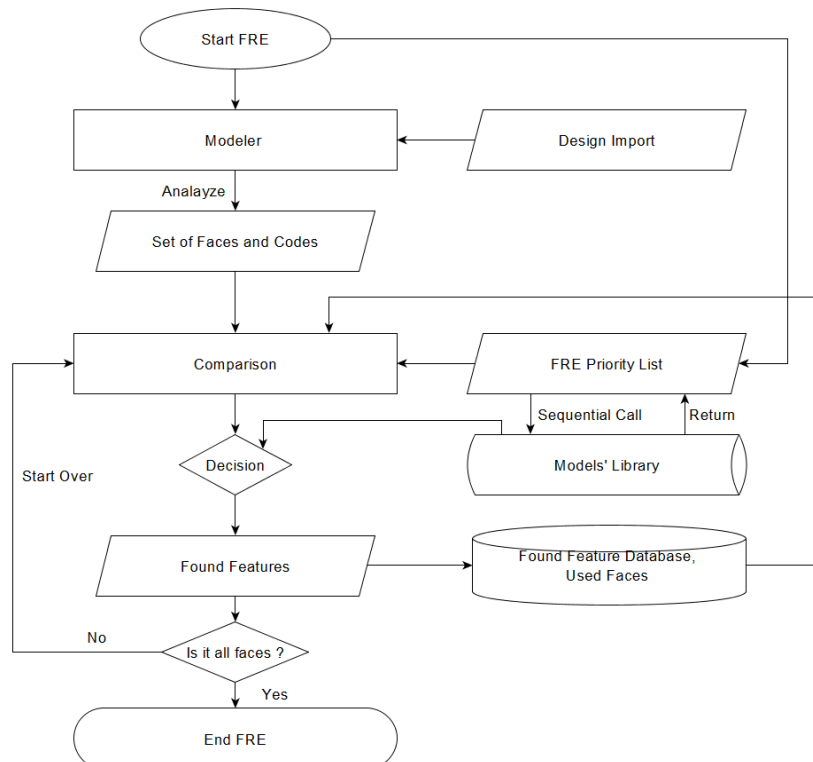 Start FRE
Modeler
Design Import
Analayze
Set of Faces and Codes
Comparison
FRE Priority List
Sequential Call
Return
Decision
Models' Library
Start Over
Found Features
Found Feature Database,
Used Faces
No
Is it all faces ?
Yes
End FRE